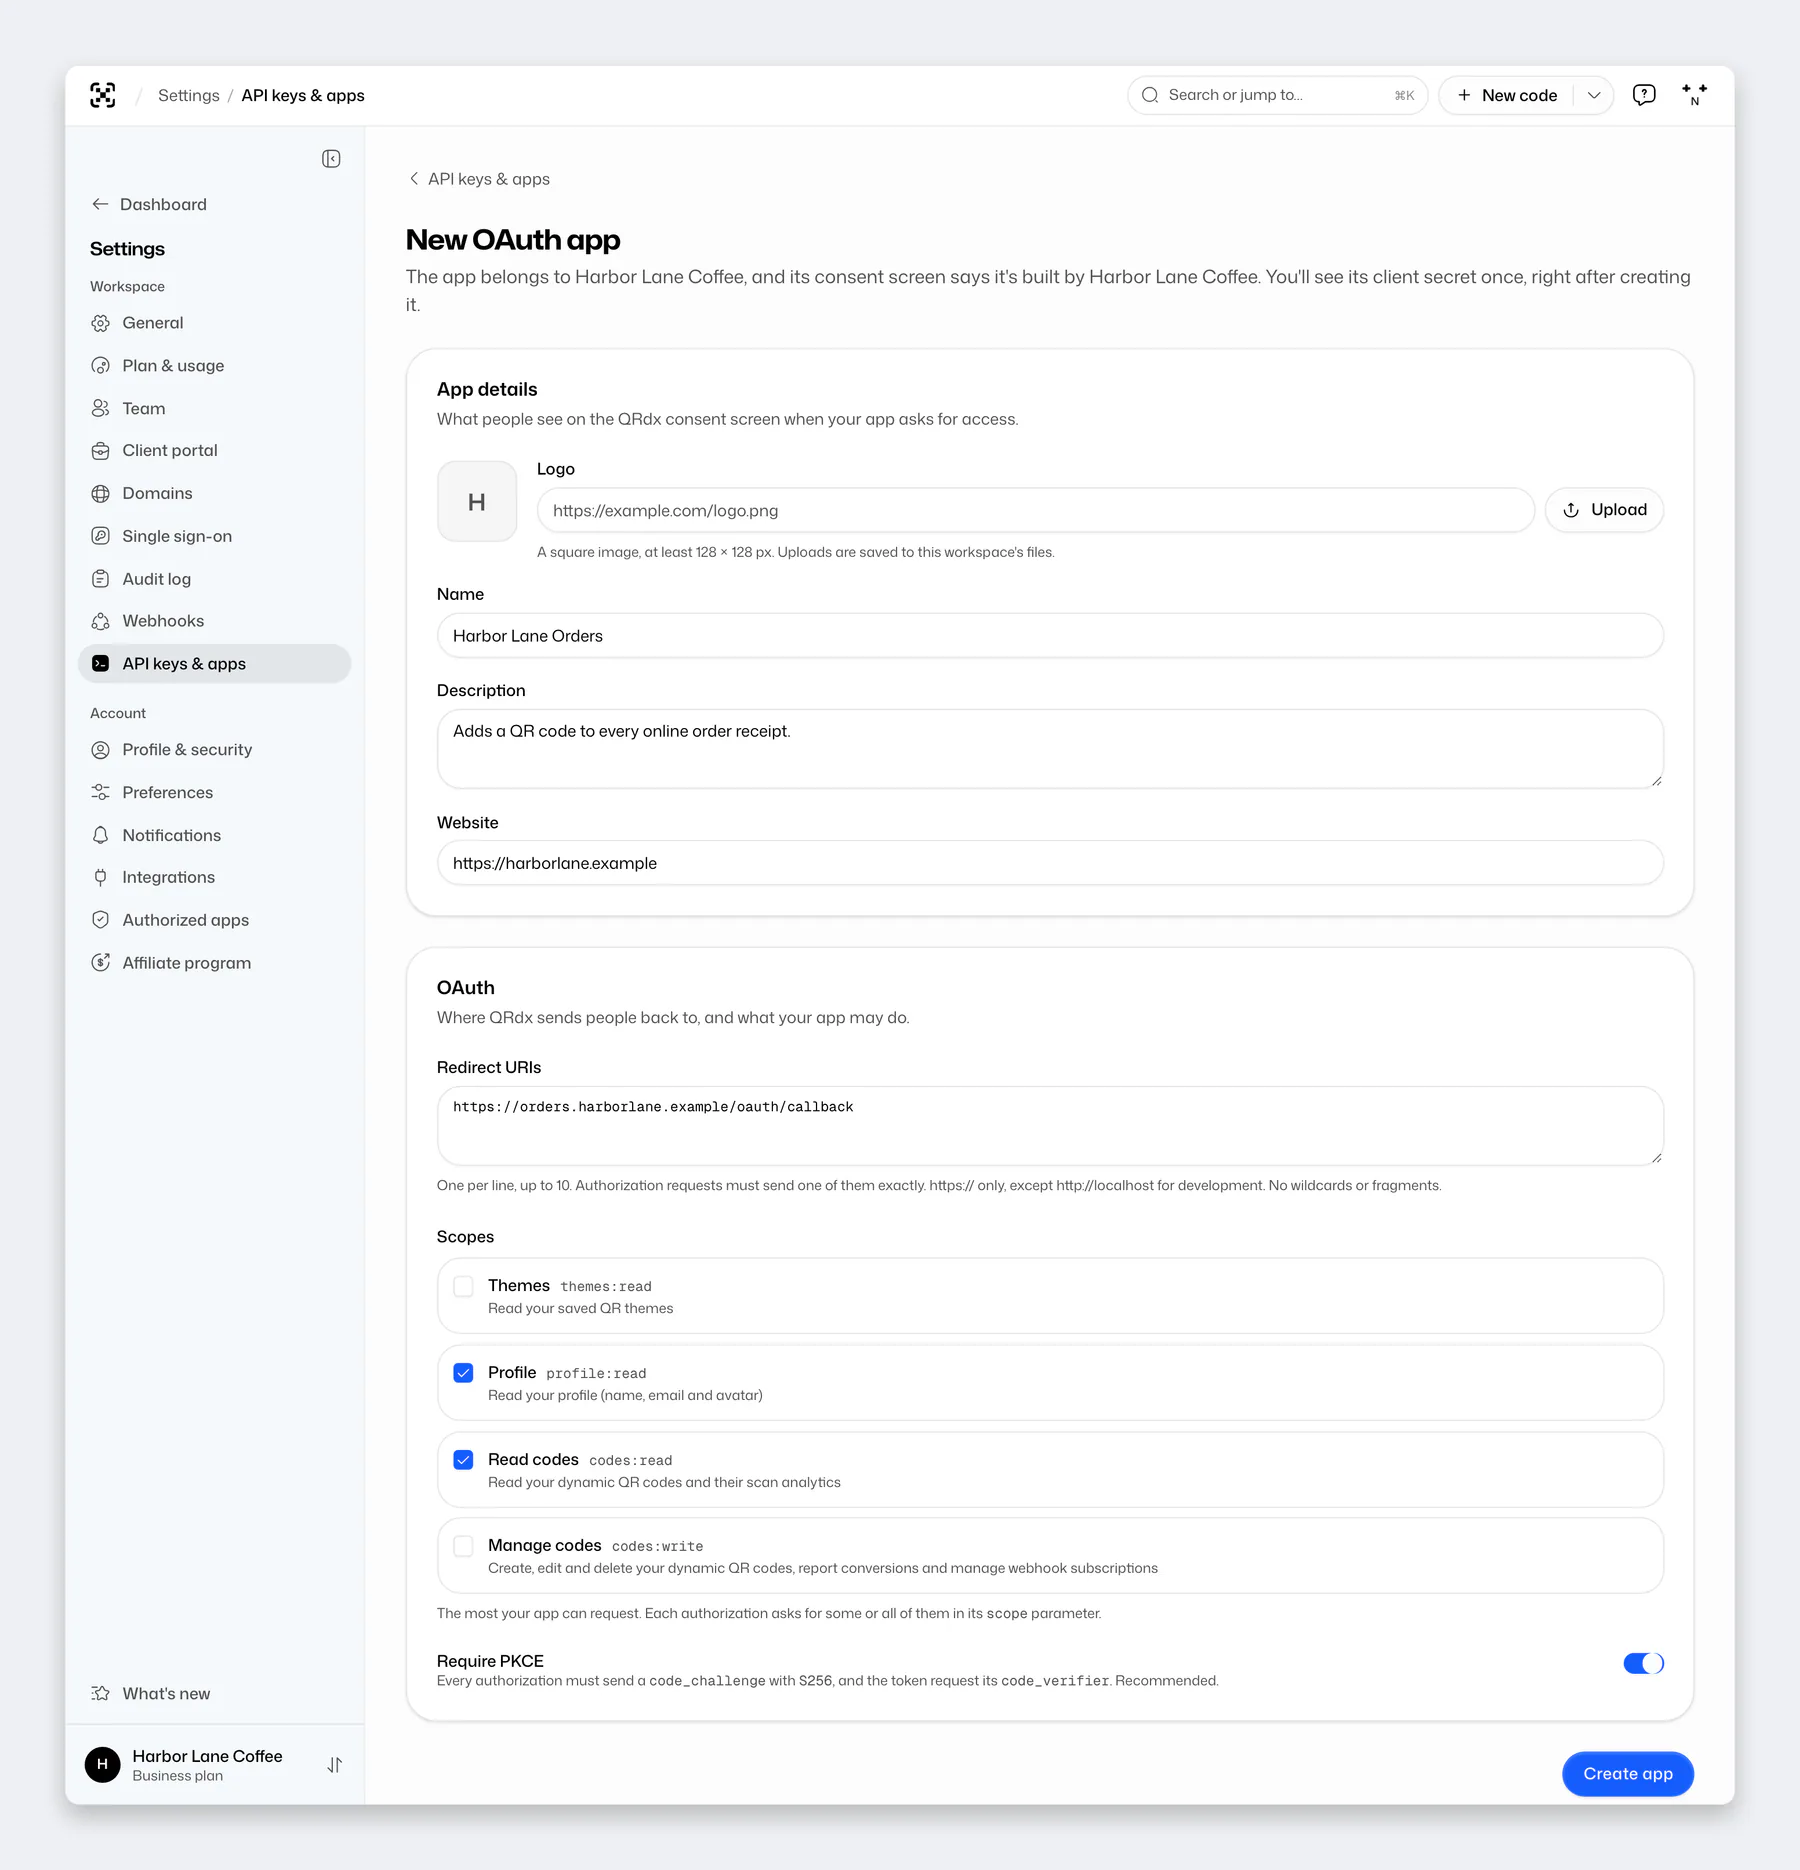 Settings / API keys & apps
Search or jump to... ⌘K
New code
N
Dashboard
Settings
Workspace
General
Plan & usage
Team
Client portal
Domains
Single sign-on
Audit log
Webhooks
API keys & apps
Account
Profile & security
Preferences
Notifications
Integrations
Authorized apps
Affiliate program
What's new
H
Harbor Lane Coffee
Business plan
API keys & apps
New OAuth app
The app belongs to Harbor Lane Coffee, and its consent screen says it's built by Harbor Lane Coffee. You'll see its client secret once, right after creating
it.
App details
What people see on the QRdx consent screen when your app asks for access.
H
Logo
https://example.com/logo.png
Upload
A square image, at least 128 × 128 px. Uploads are saved to this workspace's files.
Name
Harbor Lane Orders
Description
Adds a QR code to every online order receipt.
Website
https://harborlane.example
OAuth
Where QRdx sends people back to, and what your app may do.
Redirect URIs
https://orders.harborlane.example/oauth/callback
One per line, up to 10. Authorization requests must send one of them exactly. https:// only, except http://localhost for development. No wildcards or fragments.
Scopes
Themes themes:read
Read your saved QR themes
Profile profile:read
Read your profile (name, email and avatar)
Read codes codes:read
Read your dynamic QR codes and their scan analytics
Manage codes codes:write
Create, edit and delete your dynamic QR codes, report conversions and manage webhook subscriptions
The most your app can request. Each authorization asks for some or all of them in its scope parameter.
Require PKCE
Every authorization must send a code_challenge with S256, and the token request its code_verifier. Recommended.
Create app